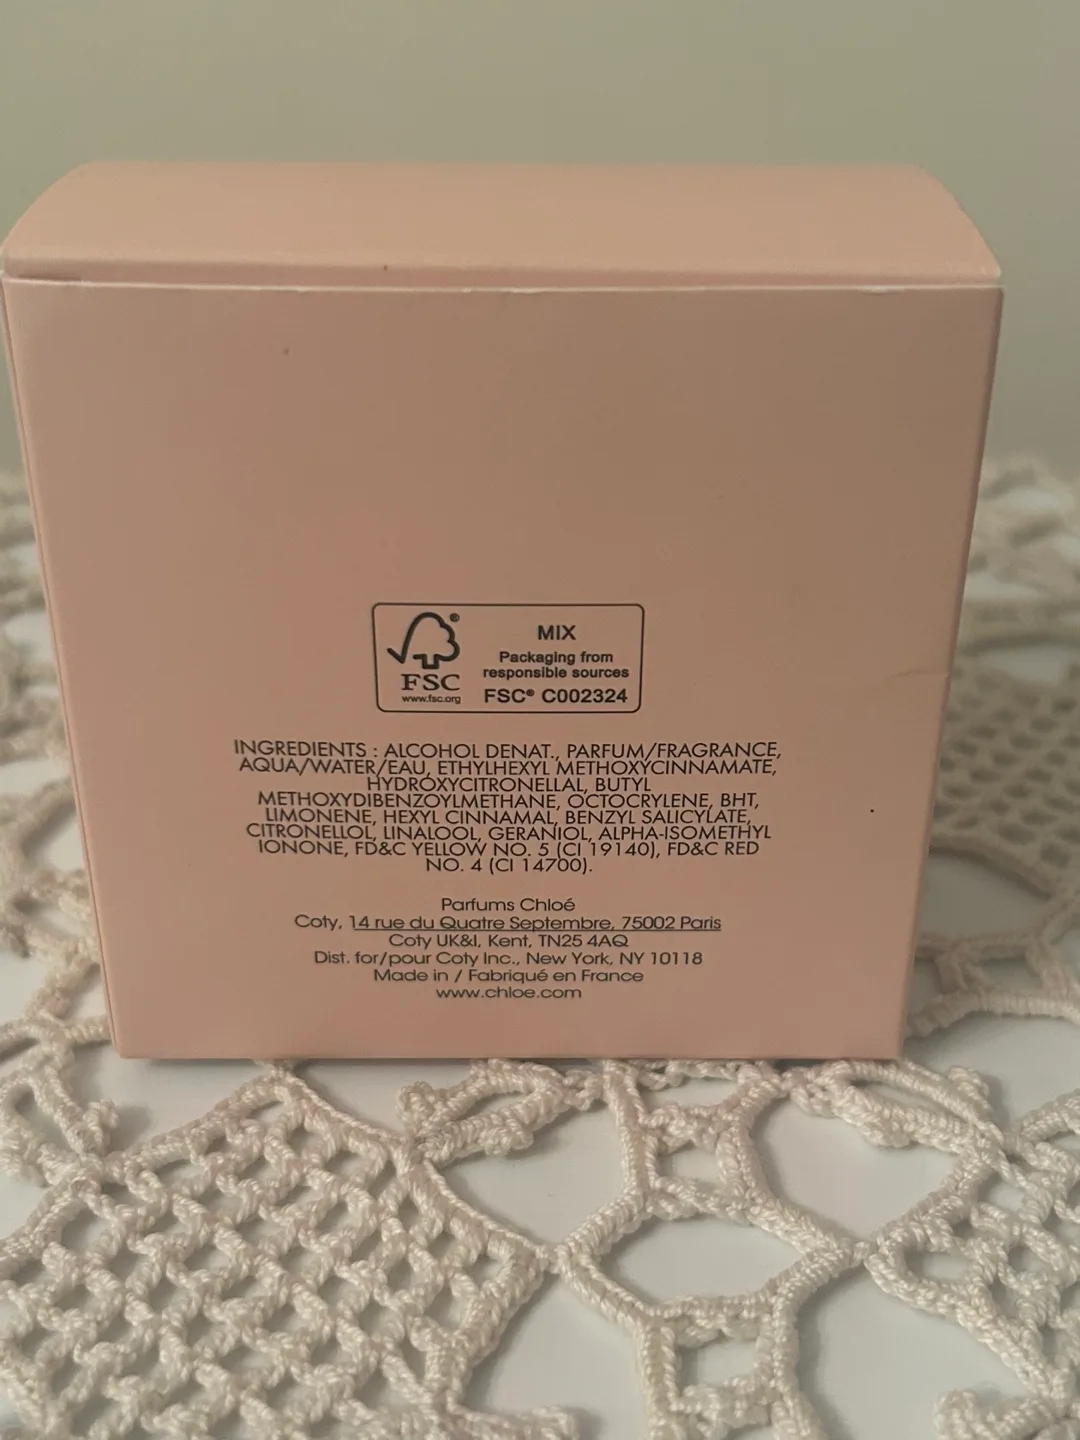 FSC®
www.fsc.org
MIX
Packaging from
responsible sources
FSC® C002324
INGREDIENTS : ALCOHOL DENAT., PARFUM/FRAGRANCE,
AQUA/WATER/EAU, ETHYLHEXYL METHOXYCINNAMATE,
HYDROXYCITRONELLAL, BUTYL
METHOXYDIBENZOYLMETHANE, OCTOCRYLENE, BHT,
LIMONENE, HEXYL CINNAMAL, BENZYL SALICYLATE,
CITRONELLOL, LINALOOL, GERANIOL, ALPHA-ISOMETHYL
IONONE, FD&C YELLOW NO. 5 (CI 19140), FD&C RED
NO. 4 (CI 14700).
Parfums Chloé
Coty, 14 rue du Quatre Septembre, 75002 Paris
Coty UK&I, Kent, TN25 4AQ
Dist. for/pour Coty Inc., New York, NY 10118
Made in / Fabriqué en France
www.chloe.com